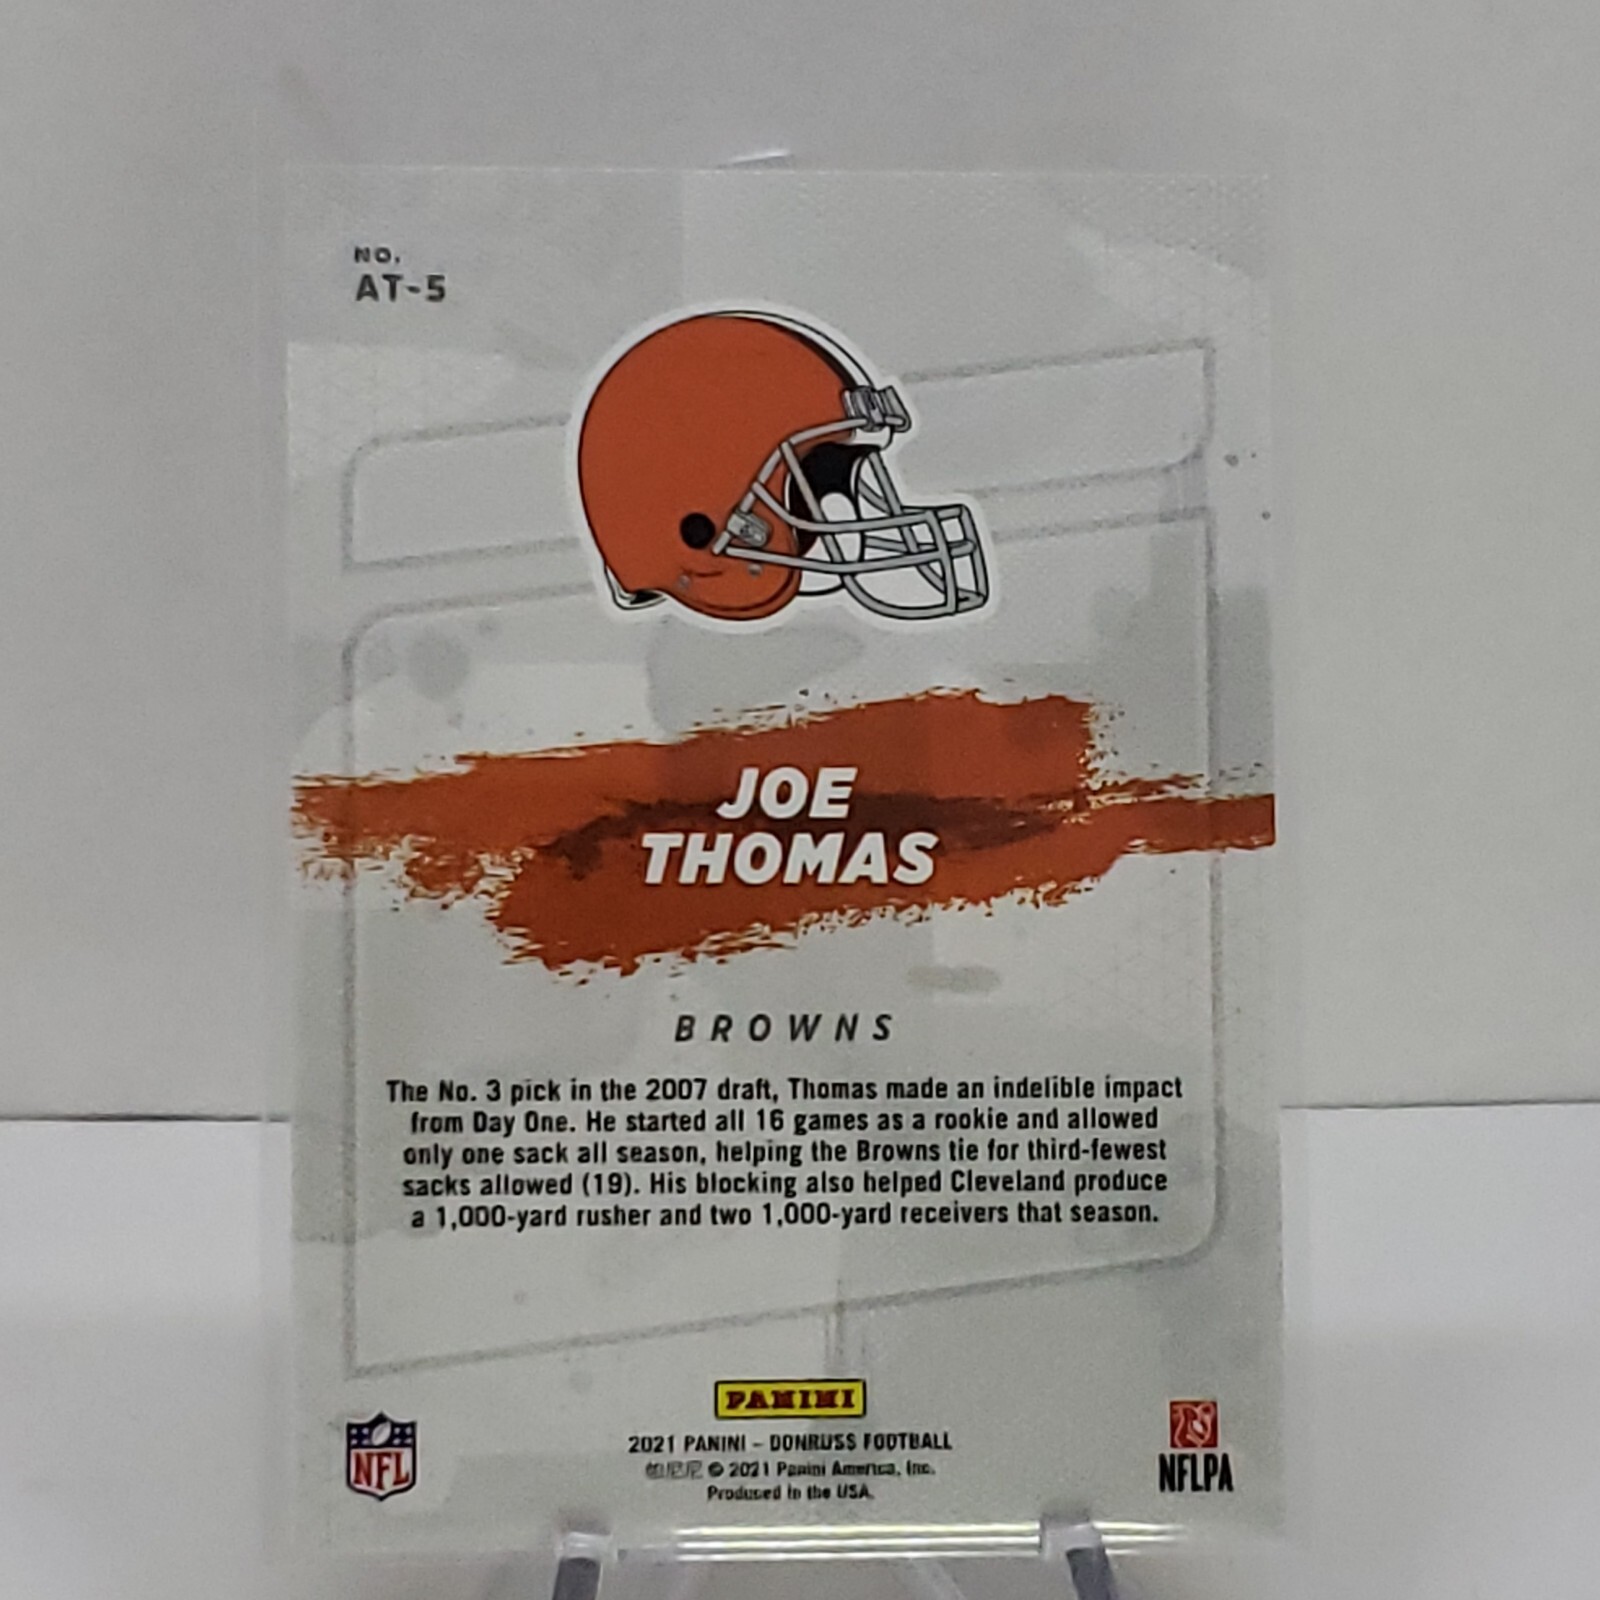 NO.
AT-5
JOE
THOMAS
BROWNS
The No. 3 pick in the 2007 draft, Thomas made an indelible impact
from Day One. He started all 16 games as a rookie and allowed
only one sack all season, helping the Browns tie for third-fewest
sacks allowed (19). His blocking also helped Cleveland produce
a 1,000-yard rusher and two 1,000-yard receivers that season.
PANINI
2021 PANINI - DONRUSS FOOTBALL
© 2021 Panini America, Inc.
Produced in the USA.
NFL
NFLPA